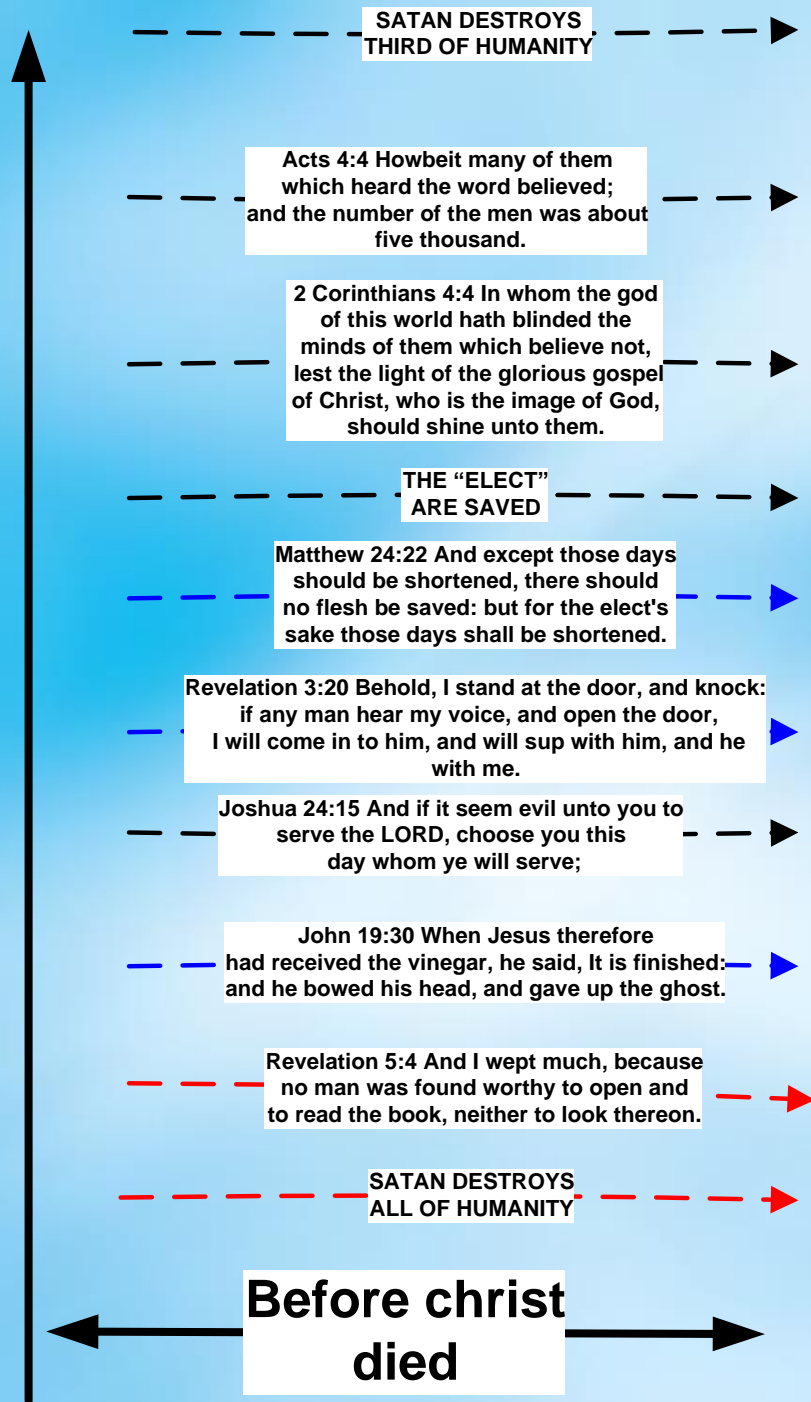 SATAN DESTROYS
THIRD OF HUMANITY
Acts 4:4 Howbeit many of them
which heard the word believed;
and the number of the men was about
five thousand.
2 Corinthians 4:4 In whom the god
of this world hath blinded the
minds of them which believe not,
lest the light of the glorious gospel
of Christ, who is the image of God,
should shine unto them.
THE “ELECT”
ARE SAVED
Matthew 24:22 And except those days
should be shortened, there should
no flesh be saved: but for the elect's
sake those days shall be shortened.
Revelation 3:20 Behold, I stand at the door, and knock:
if any man hear my voice, and open the door,
I will come in to him, and will sup with him, and he
with me.
Joshua 24:15 And if it seem evil unto you to
serve the LORD, choose you this
day whom ye will serve;
John 19:30 When Jesus therefore
had received the vinegar, he said, It is finished:
and he bowed his head, and gave up the ghost.
Revelation 5:4 And I wept much, because
no man was found worthy to open and
to read the book, neither to look thereon.
SATAN DESTROYS
ALL OF HUMANITY
Before christ
died